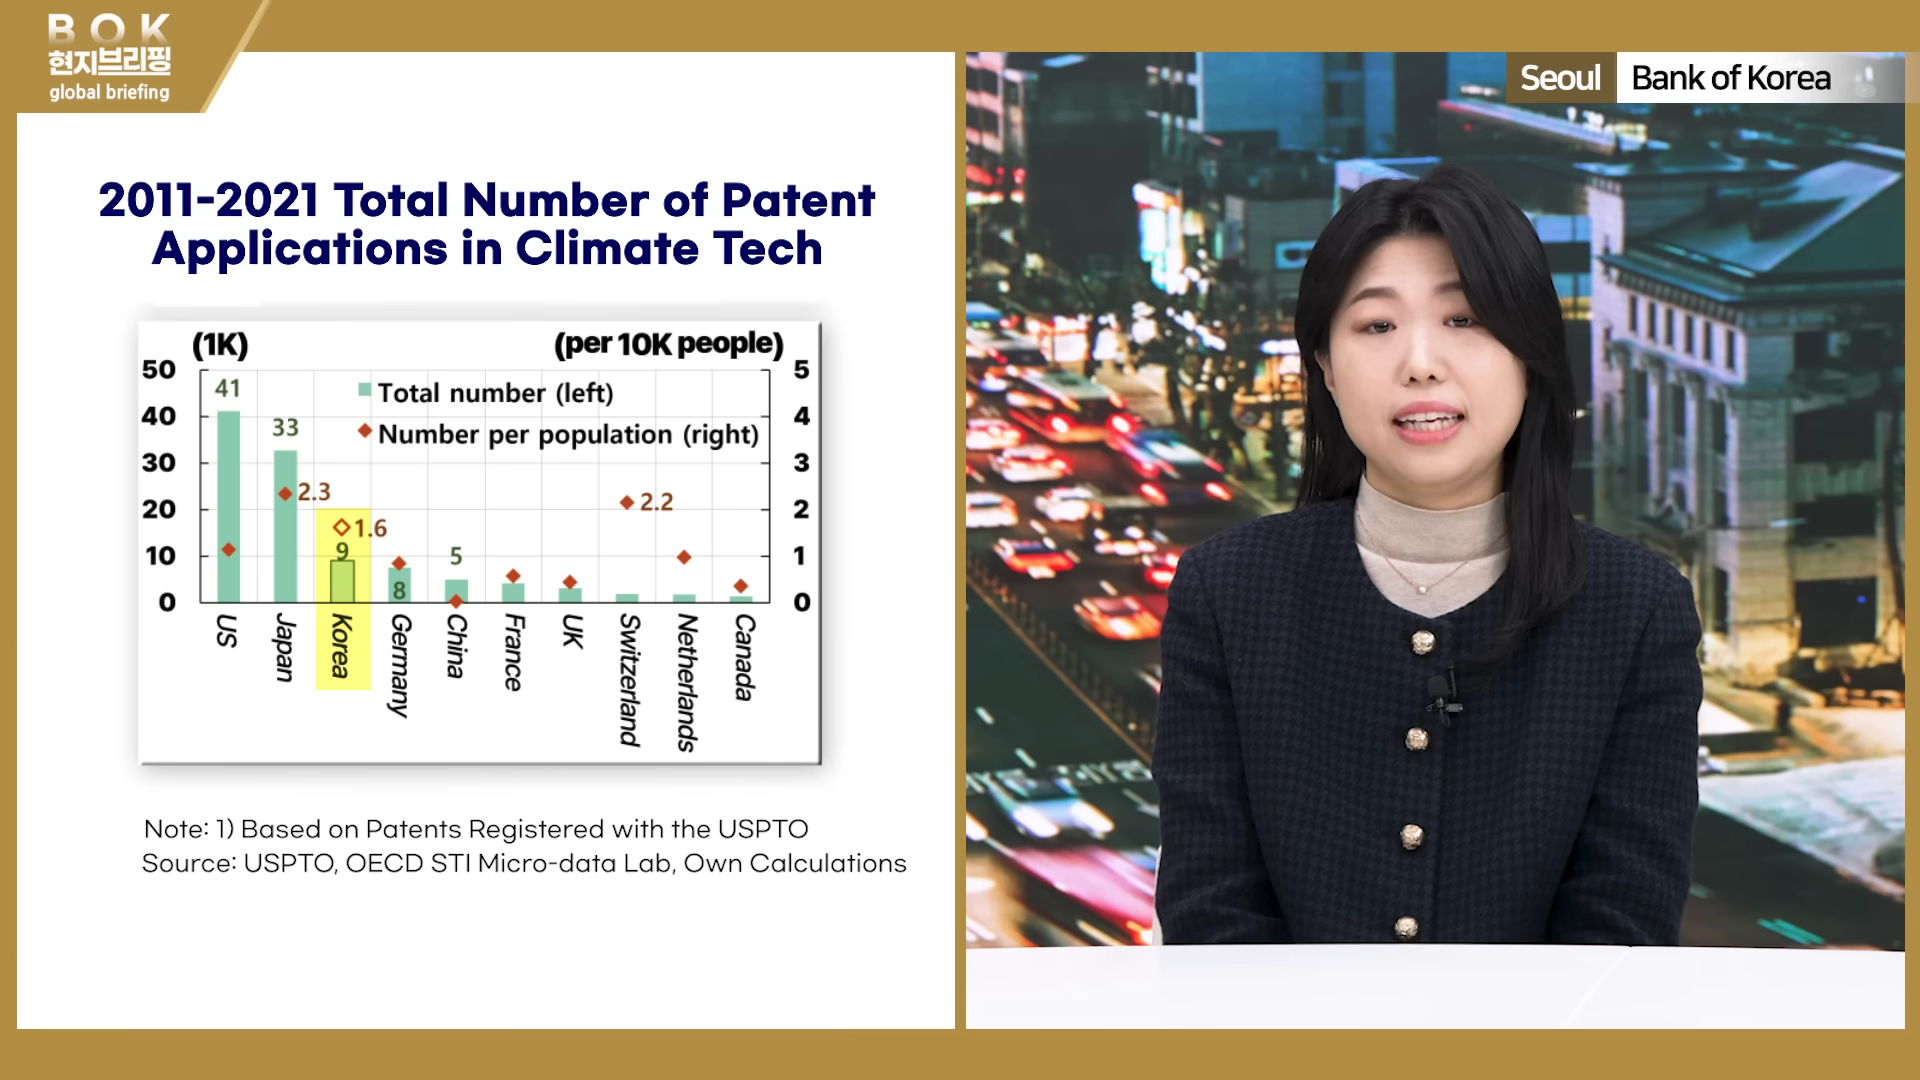 BOK
현지브리핑
global briefing
Seoul
Bank of Korea
2011-2021 Total Number of Patent
Applications in Climate Tech
(1K)
(per 10K people)
50
40
30
20
10
0
5
4
3
2
1
0
Total number (left)
Number per population (right)
41
33
2.3
1.6
9
8
5
2.2
US
Japan
Korea
Germany
China
France
UK
Switzerland
Netherlands
Canada
Note: 1) Based on Patents Registered with the USPTO
Source: USPTO, OECD STI Micro-data Lab, Own Calculations